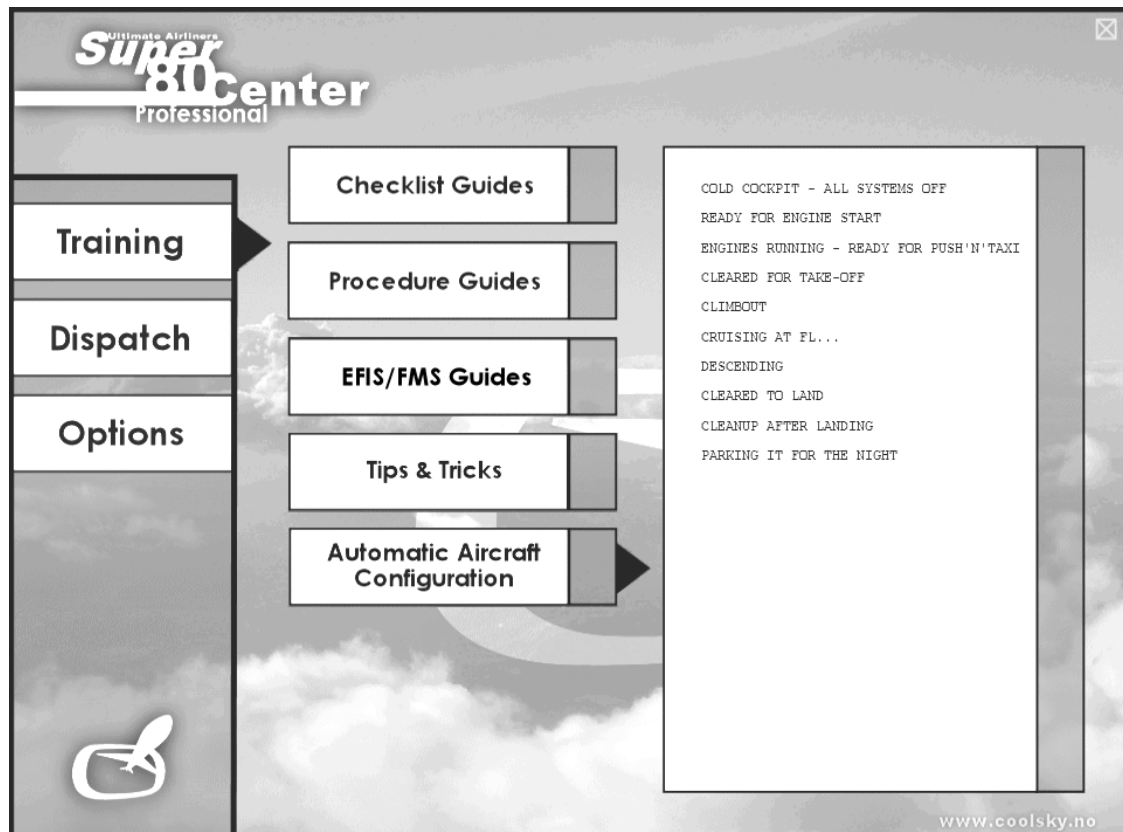 Ultimate Airliners
Super
80Center
Professional
Training
Dispatch
Options
Checklist Guides
Procedure Guides
EFIS/FMS Guides
Tips & Tricks
Automatic Aircraft
Configuration
COLD COCKPIT - ALL SYSTEMS OFF
READY FOR ENGINE START
ENGINES RUNNING - READY FOR PUSH'N'TAXI
CLEARED FOR TAKE-OFF
CLIMBOUT
CRUISING AT FL...
DESCENDING
CLEARED TO LAND
CLEANUP AFTER LANDING
PARKING IT FOR THE NIGHT
www.coolsky.no